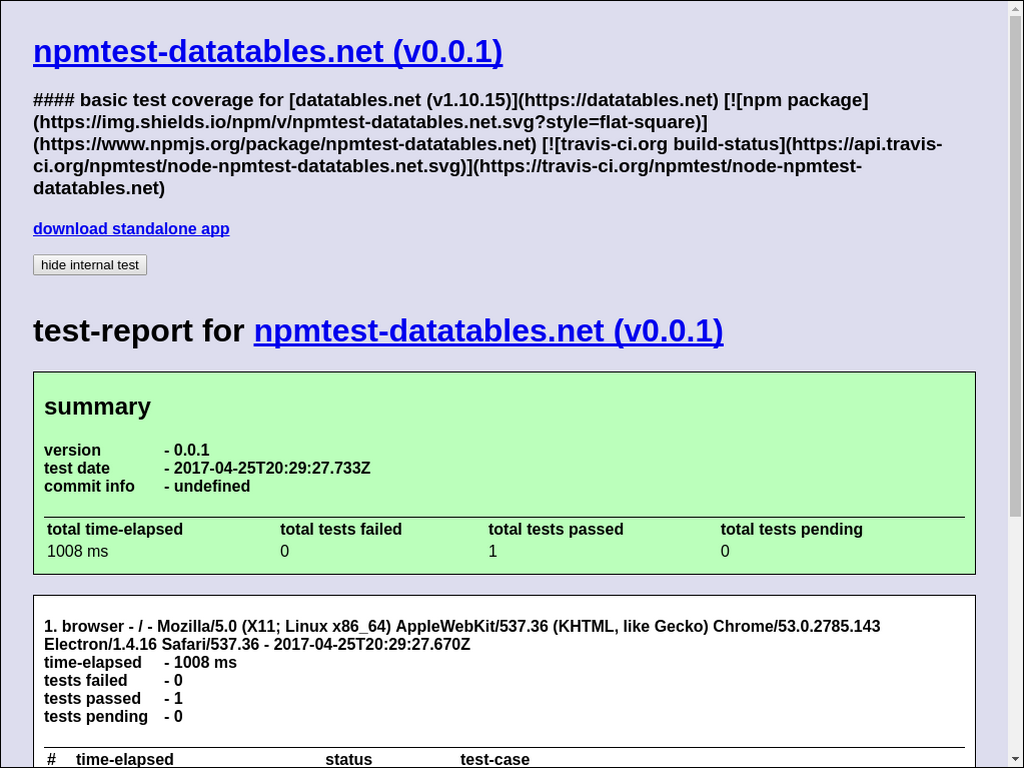 npmtest-datatables.net (v0.0.1)
#### basic test coverage for [datatables.net (v1.10.15)](https://datatables.net) [![npm package]
(https://img.shields.io/npm/v/npmtest-datatables.net.svg?style=flat-square)]
(https://www.npmjs.org/package/npmtest-datatables.net) [![travis-ci.org build-status](https://api.travis-
ci.org/npmtest/node-npmtest-datatables.net.svg)](https://travis-ci.org/npmtest/node-npmtest-
datatables.net)
download standalone app
hide internal test
test-report for npmtest-datatables.net (v0.0.1)
summary
version - 0.0.1
test date - 2017-04-25T20:29:27.733Z
commit info - undefined
total time-elapsed total tests failed total tests passed total tests pending
1008 ms 0 1 0
1. browser - / - Mozilla/5.0 (X11; Linux x86_64) AppleWebKit/537.36 (KHTML, like Gecko) Chrome/53.0.2785.143
Electron/1.4.16 Safari/537.36 - 2017-04-25T20:29:27.670Z
time-elapsed - 1008 ms
tests failed - 0
tests passed - 1
tests pending - 0
# time-elapsed status test-case